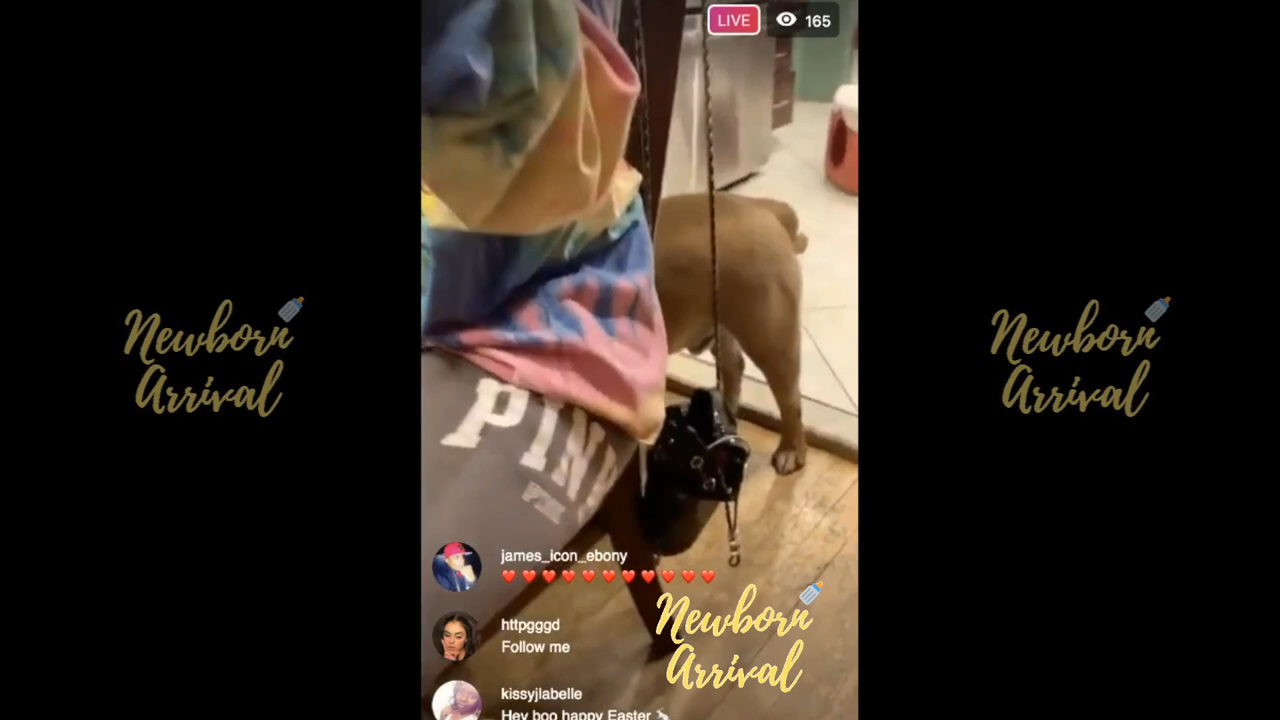 LIVE 165
PINK
james_icon_ebony
❤️❤️❤️❤️❤️❤️❤️❤️❤️❤️❤️
httpgggd
Follow me
kissyjlabelle
Hey boo happy Easter 🐇
Newborn
Arrival
Newborn
Arrival
Newborn
Arrival